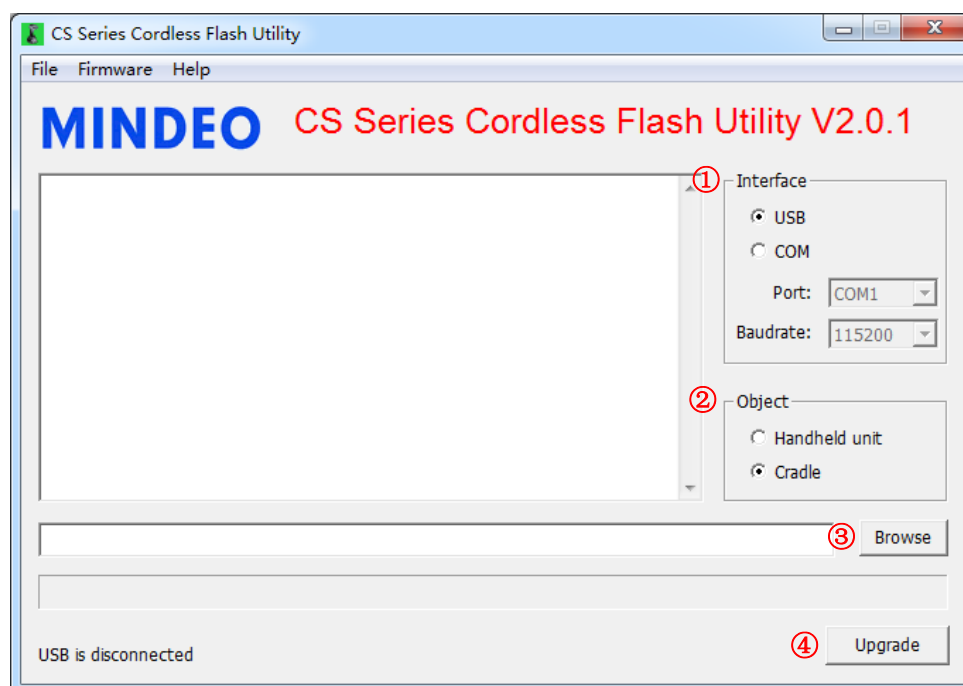 CS Series Cordless Flash Utility
File Firmware Help
MINDEO CS Series Cordless Flash Utility V2.0.1
① Interface
USB
COM
Port: COM1
Baudrate: 115200
② Object
Handheld unit
Cradle
③ Browse
④ Upgrade
USB is disconnected